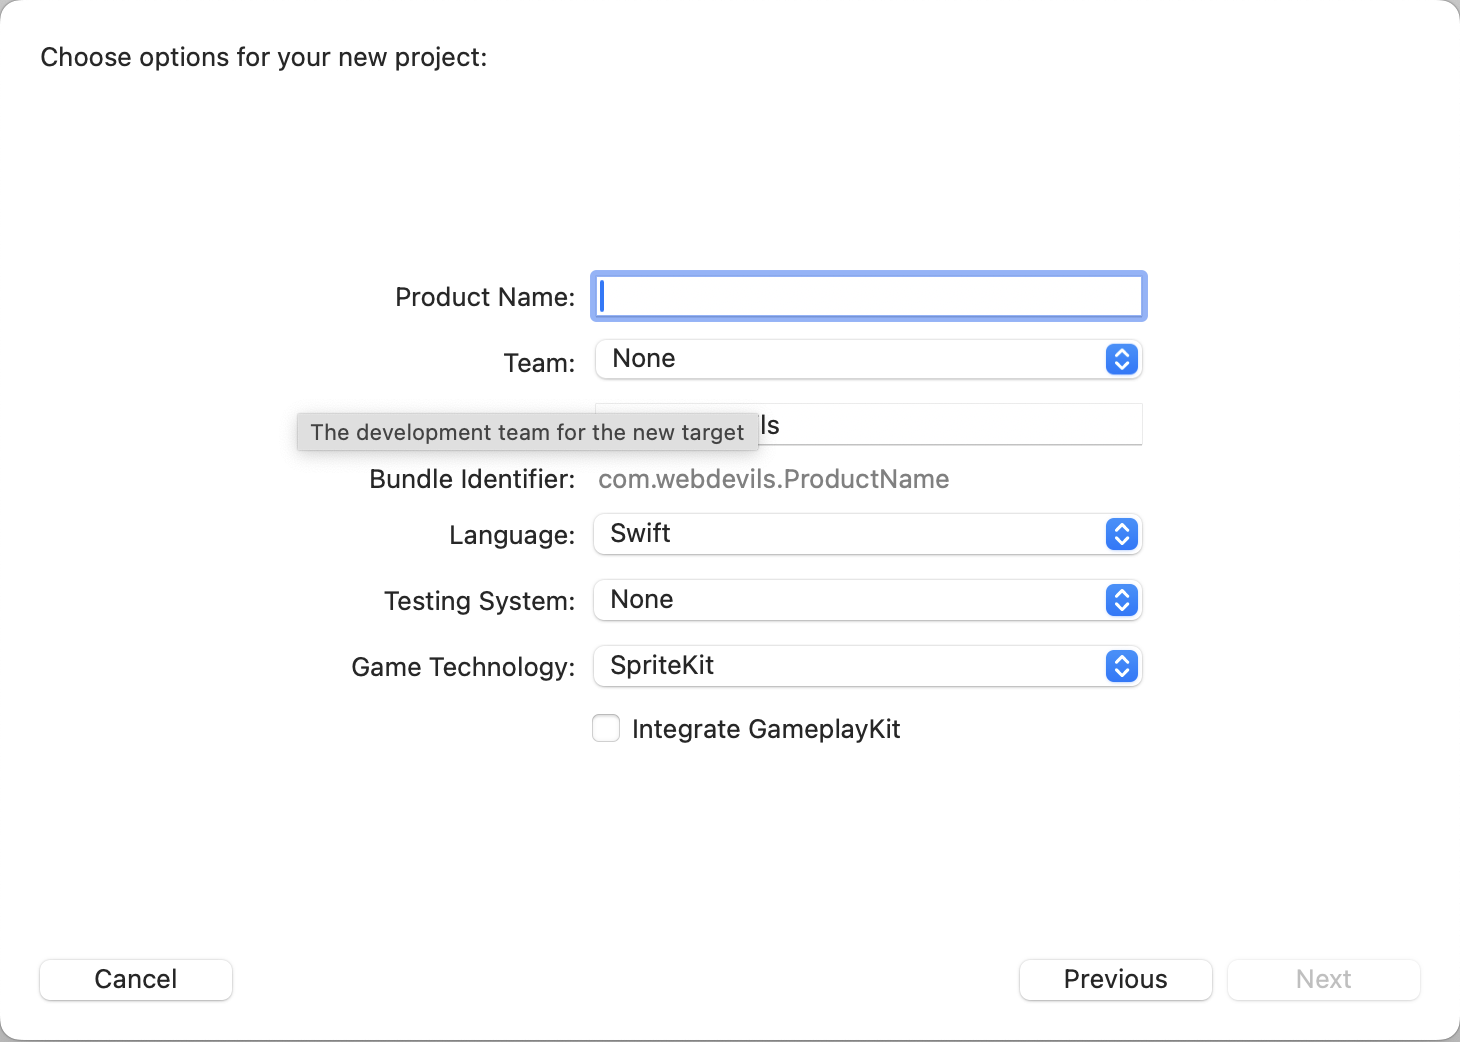 Choose options for your new project:
Product Name:
Team: None
The development team for the new target ls
Bundle Identifier: com.webdevils.ProductName
Language: Swift
Testing System: None
Game Technology: SpriteKit
Integrate GameplayKit
Cancel Previous Next